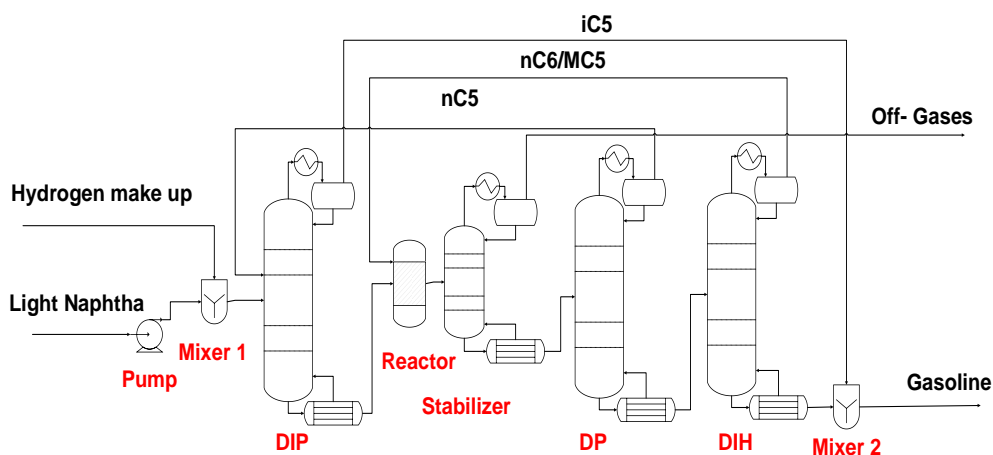 iC5
nC6/MC5
nC5
Off- Gases
Hydrogen make up
Light Naphtha
Mixer 1
Pump
Reactor
Stabilizer
Gasoline
DIP
DP
DIH
Mixer 2